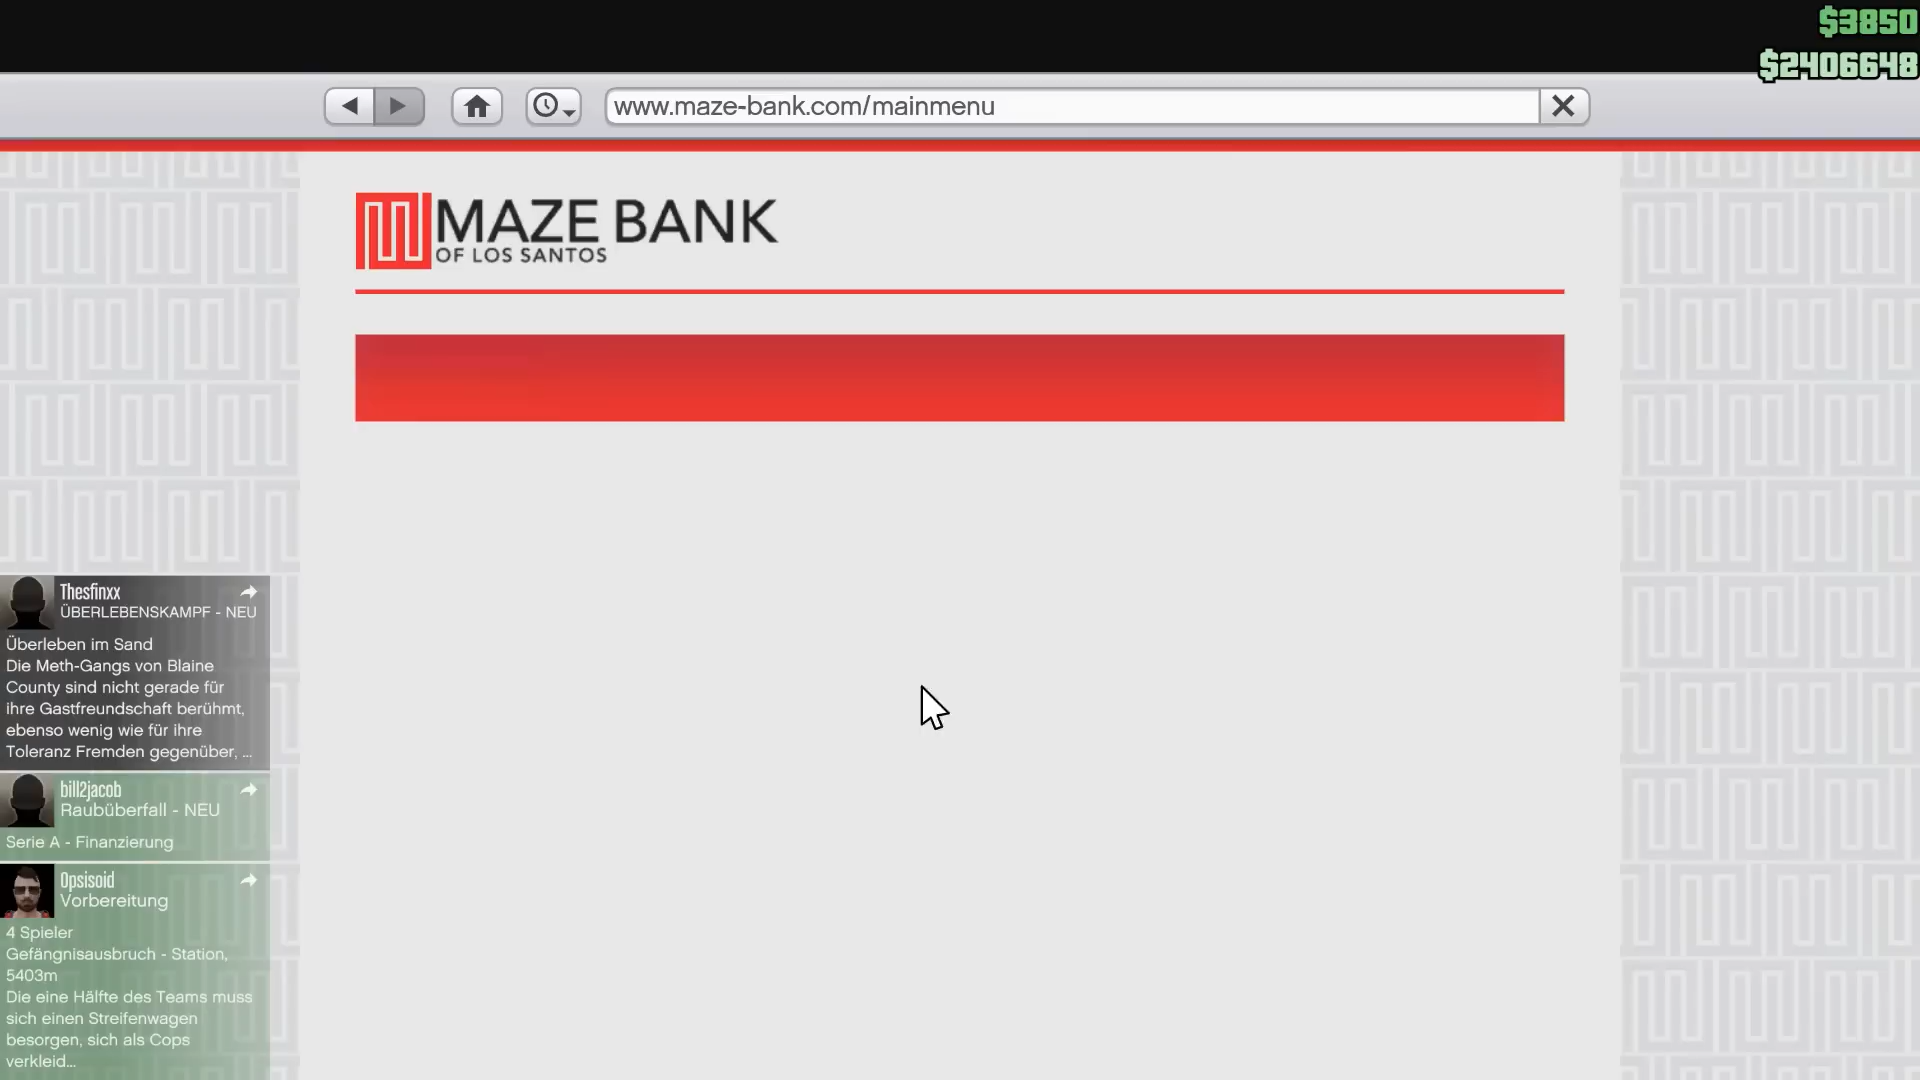 $3850
$2406648
www.maze-bank.com/mainmenu
MAZE BANK
OF LOS SANTOS
Thesfinxx
ÜBERLEBENSKAMPF - NEU
Überleben im Sand
Die Meth-Gangs von Blaine
County sind nicht gerade für
ihre Gastfreundschaft berühmt,
ebenso wenig wie für ihre
Toleranz Fremden gegenüber, ...
bill2jacob
Raubüberfall - NEU
Serie A - Finanzierung
Opsisoid
Vorbereitung
4 Spieler
Gefängnisausbruch - Station,
5403m
Die eine Hälfte des Teams muss
sich einen Streifenwagen
besorgen, sich als Cops
verkleid...